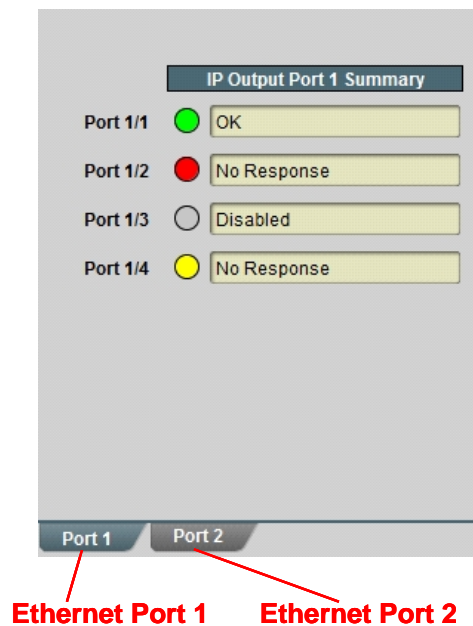 IP Output Port 1 Summary
Port 1/1 OK
Port 1/2 No Response
Port 1/3 Disabled
Port 1/4 No Response
Port 1 Port 2
Ethernet Port 1 Ethernet Port 2